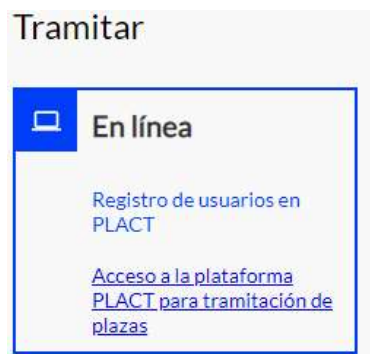 Tramitar
En línea
Registro de usuarios en
PLACT
Acceso a la plataforma
PLACT para tramitación de
plazas